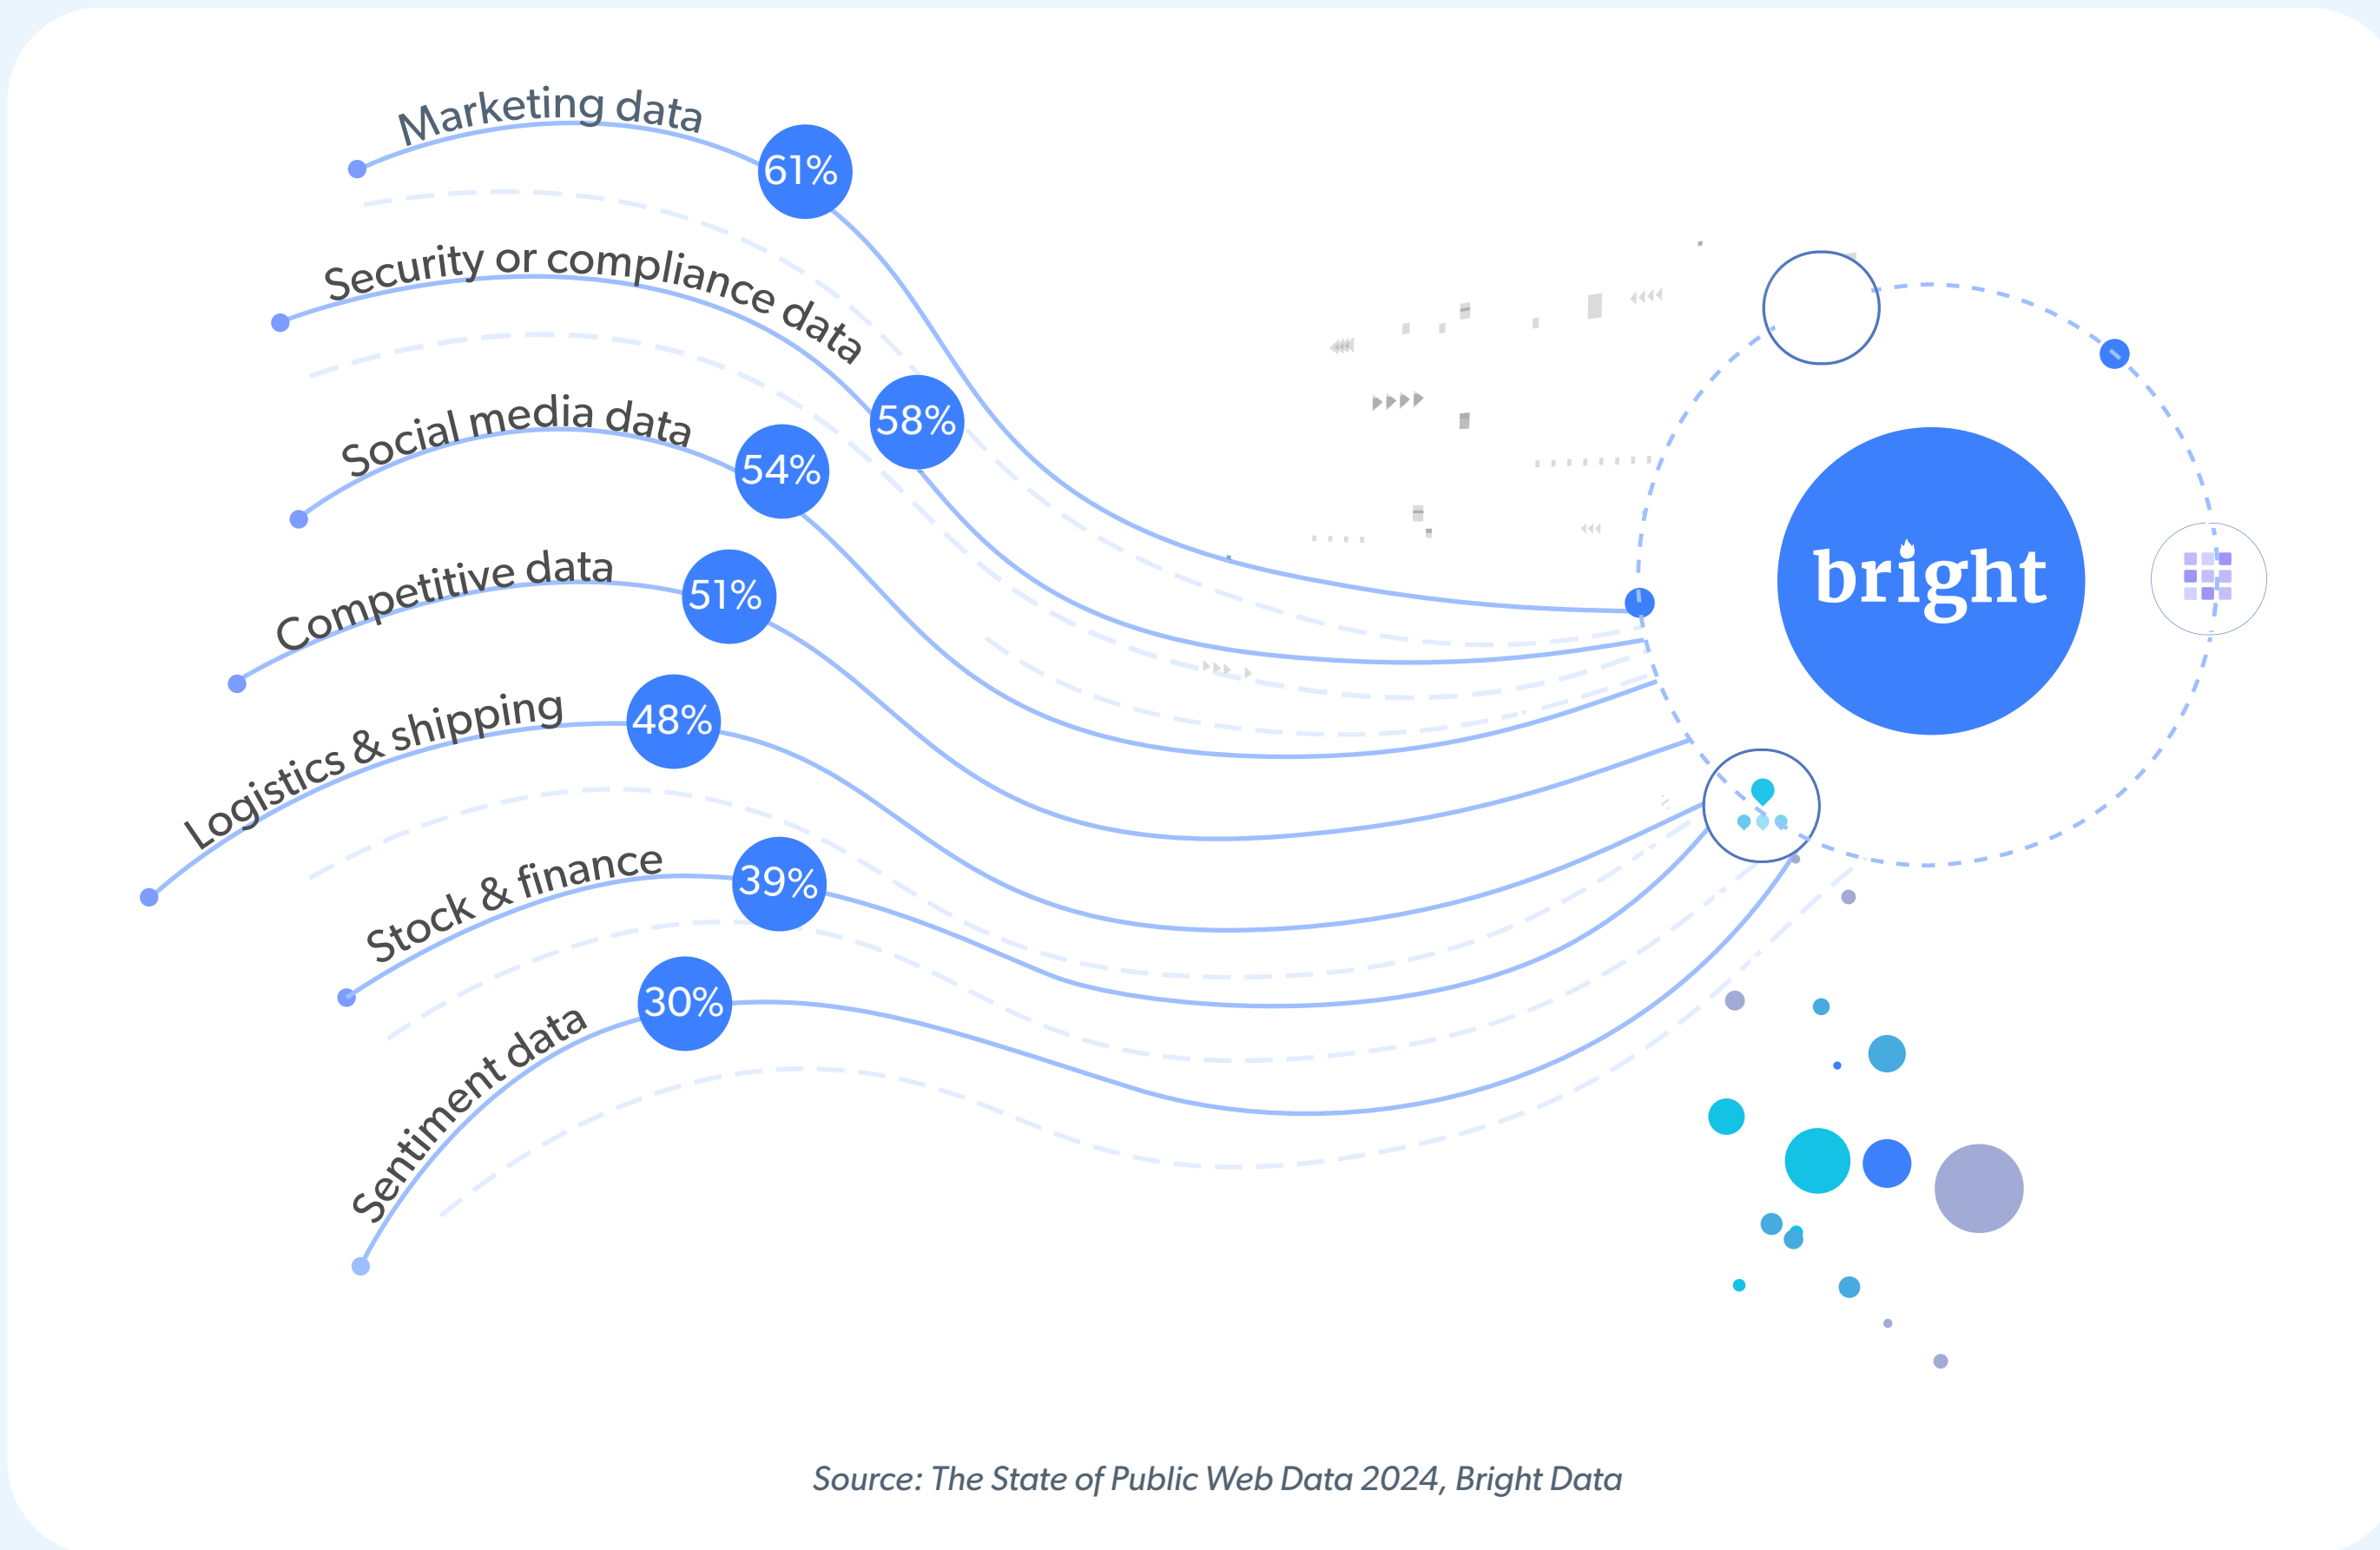 Marketing data
61%
Security or compliance data
58%
Social media data
54%
Competitive data
51%
Logistics & shipping
48%
Stock & finance
39%
Sentiment data
30%
bright
Source: The State of Public Web Data 2024, Bright Data